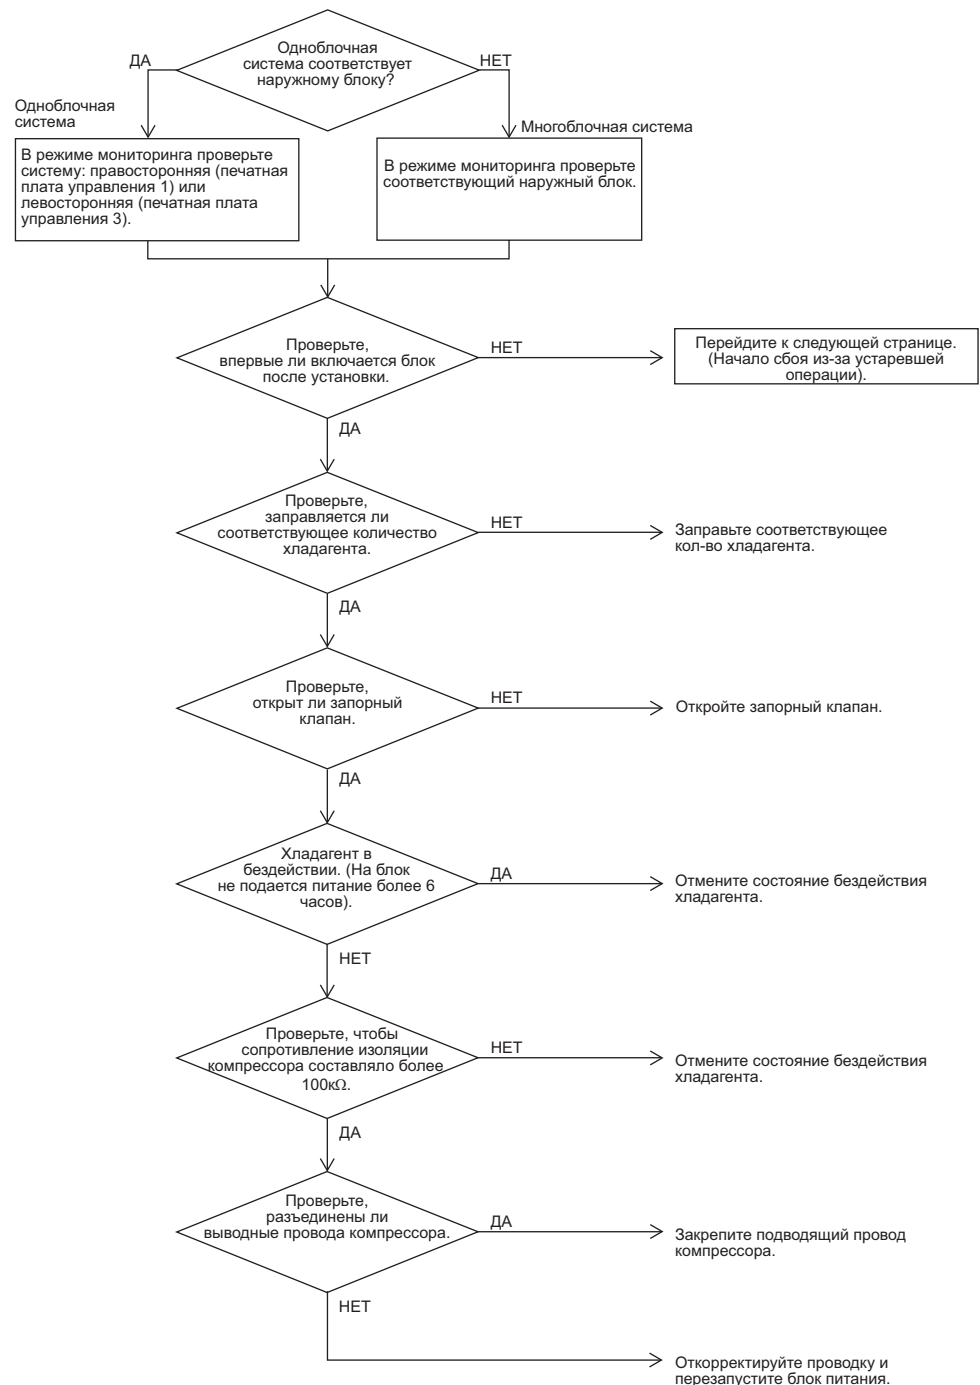 Одноблочная
система соответствует
наружному блоку?
ДА
НЕТ
Одноблочная
система
Многоблочная система
В режиме мониторинга проверьте
систему: правосторонняя (печатная
плата управления 1) или
левосторонняя (печатная плата
управления 3).
В режиме мониторинга проверьте
соответствующий наружный блок.
Проверьте,
впервые ли включается блок
после установки.
НЕТ
Перейдите к следующей странице.
(Начало сбоя из-за устаревшей
операции).
ДА
Проверьте,
заправляется ли
соответствующее количество
хладагента.
НЕТ
Заправьте соответствующее
кол-во хладагента.
ДА
Проверьте,
открыт ли запорный
клапан.
НЕТ
Откройте запорный клапан.
ДА
Хладагент в
бездействии. (На блок
не подается питание более 6
часов).
ДА
Отмените состояние бездействия
хладагента.
НЕТ
Проверьте, чтобы
сопротивление изоляции
компрессора составляло более
100кΩ.
НЕТ
Отмените состояние бездействия
хладагента.
ДА
Проверьте,
разъединены ли
выводные провода компрессора.
ДА
Закрепите подводящий провод
компрессора.
НЕТ
Откорректируйте проводку и
перезапустите блок питания.